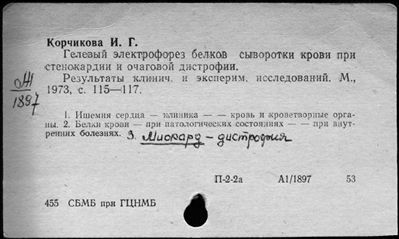 Корчикова И. Г.
Гелевый электрофорез белков сыворотки крови при
стенокардии и очаговой дистрофии.
Результаты клинич. и эксперим. исследований. М.,
1973, с. 115—117.
А1
1897
1. Ишемия сердца — клиника — — кровь и кроветворные орга-
ны. 2. Белки крови — при патологических состояниях — — при внут-
ренних болезнях. 3. Миокард - дистрофия
П-2-2а А1/1897 53
455 СБМБ при ГЦНМБ